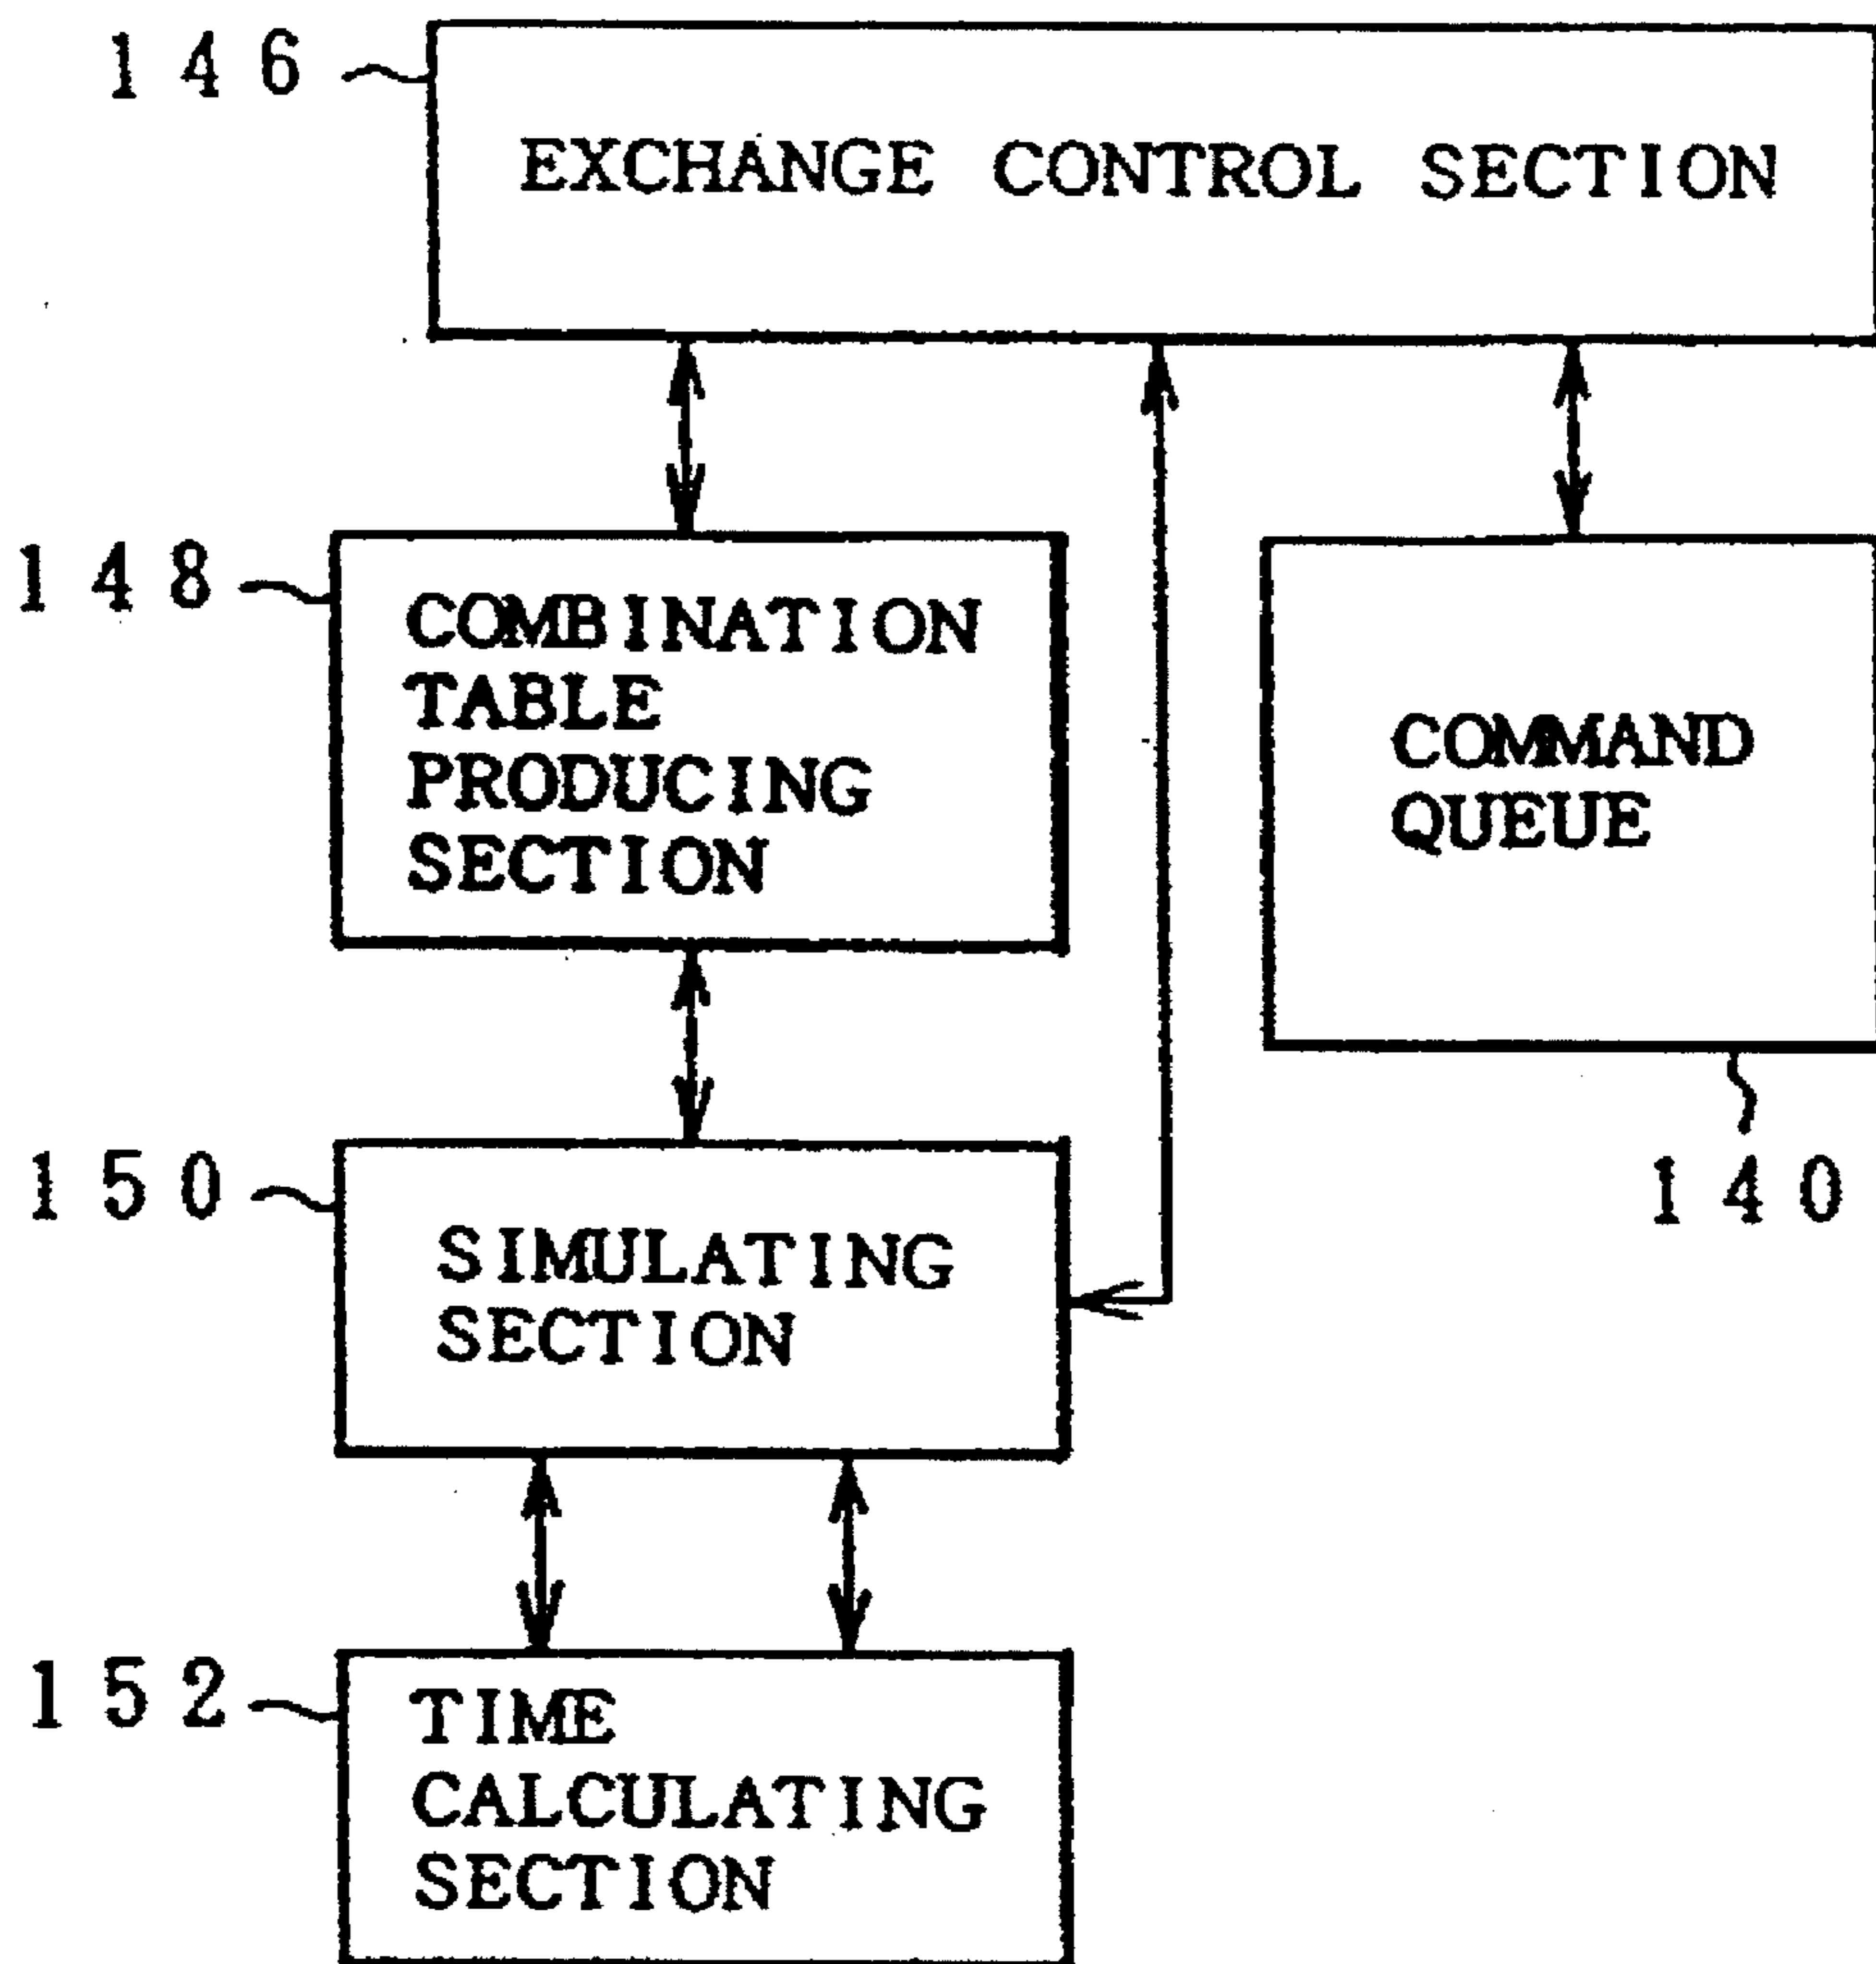 146
EXCHANGE CONTROL SECTION
148
COMBINATION
TABLE
PRODUCING
SECTION
COMMAND
QUEUE
140
150
SIMULATING
SECTION
152
TIME
CALCULATING
SECTION